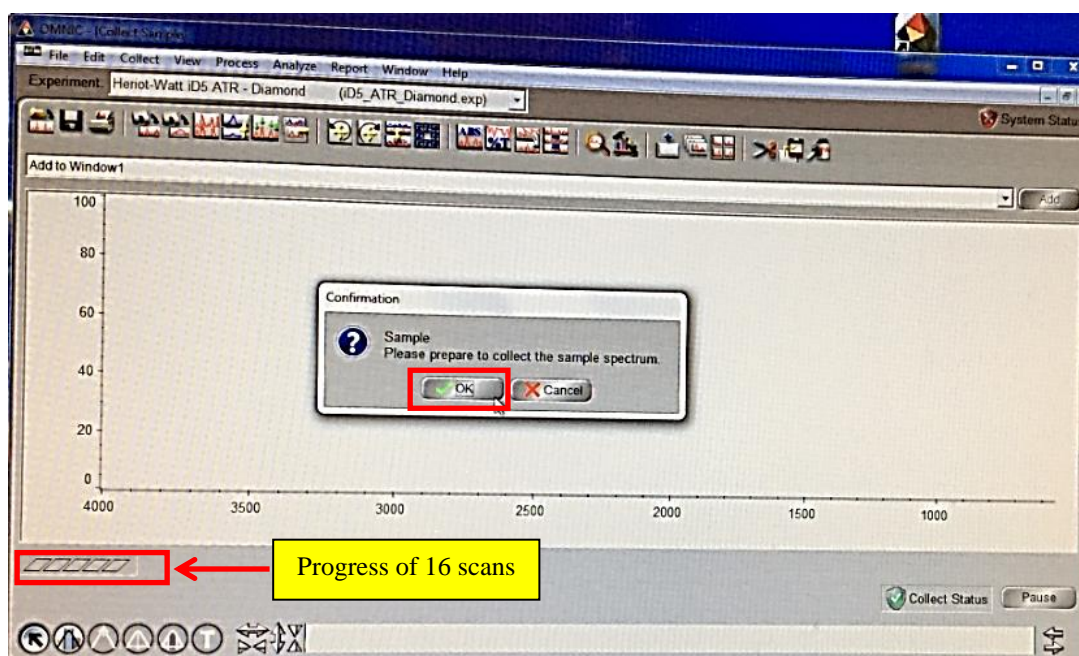 OMNIC - [Collect Sample]
File Edit Collect View Process Analyze Report Window Help
Experiment: Heriot-Watt iD5 ATR - Diamond (iD5_ATR_Diamond.exp)
System Statu
ABS %T
Add to Window1
Add
100
80
60
40
20
0
Confirmation
Sample
Please prepare to collect the sample spectrum.
OK Cancel
4000 3500 3000 2500 2000 1500 1000
Progress of 16 scans
Collect Status Pause
T